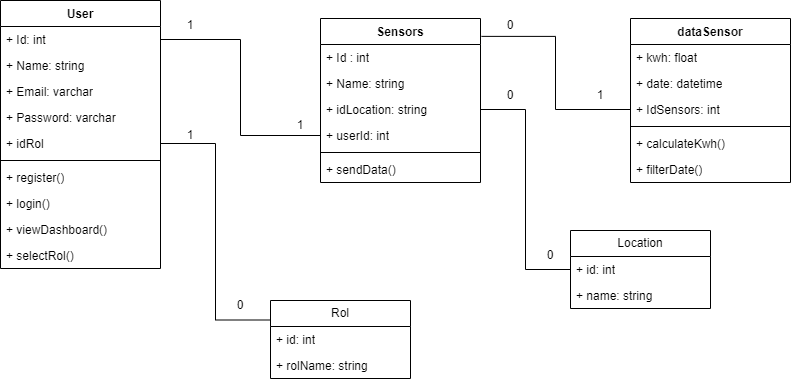 User
+ Id: int
+ Name: string
+ Email: varchar
+ Password: varchar
+ idRol
+ register()
+ login()
+ viewDashboard()
+ selectRol()
1
1
1
0
Sensors
+ Id : int
+ Name: string
+ idLocation: string
+ userId: int
+ sendData()
0
1
0
0
dataSensor
+ kwh: float
+ date: datetime
+ IdSensors: int
+ calculateKwh()
+ filterDate()
Location
+ id: int
+ name: string
Rol
+ id: int
+ rolName: string